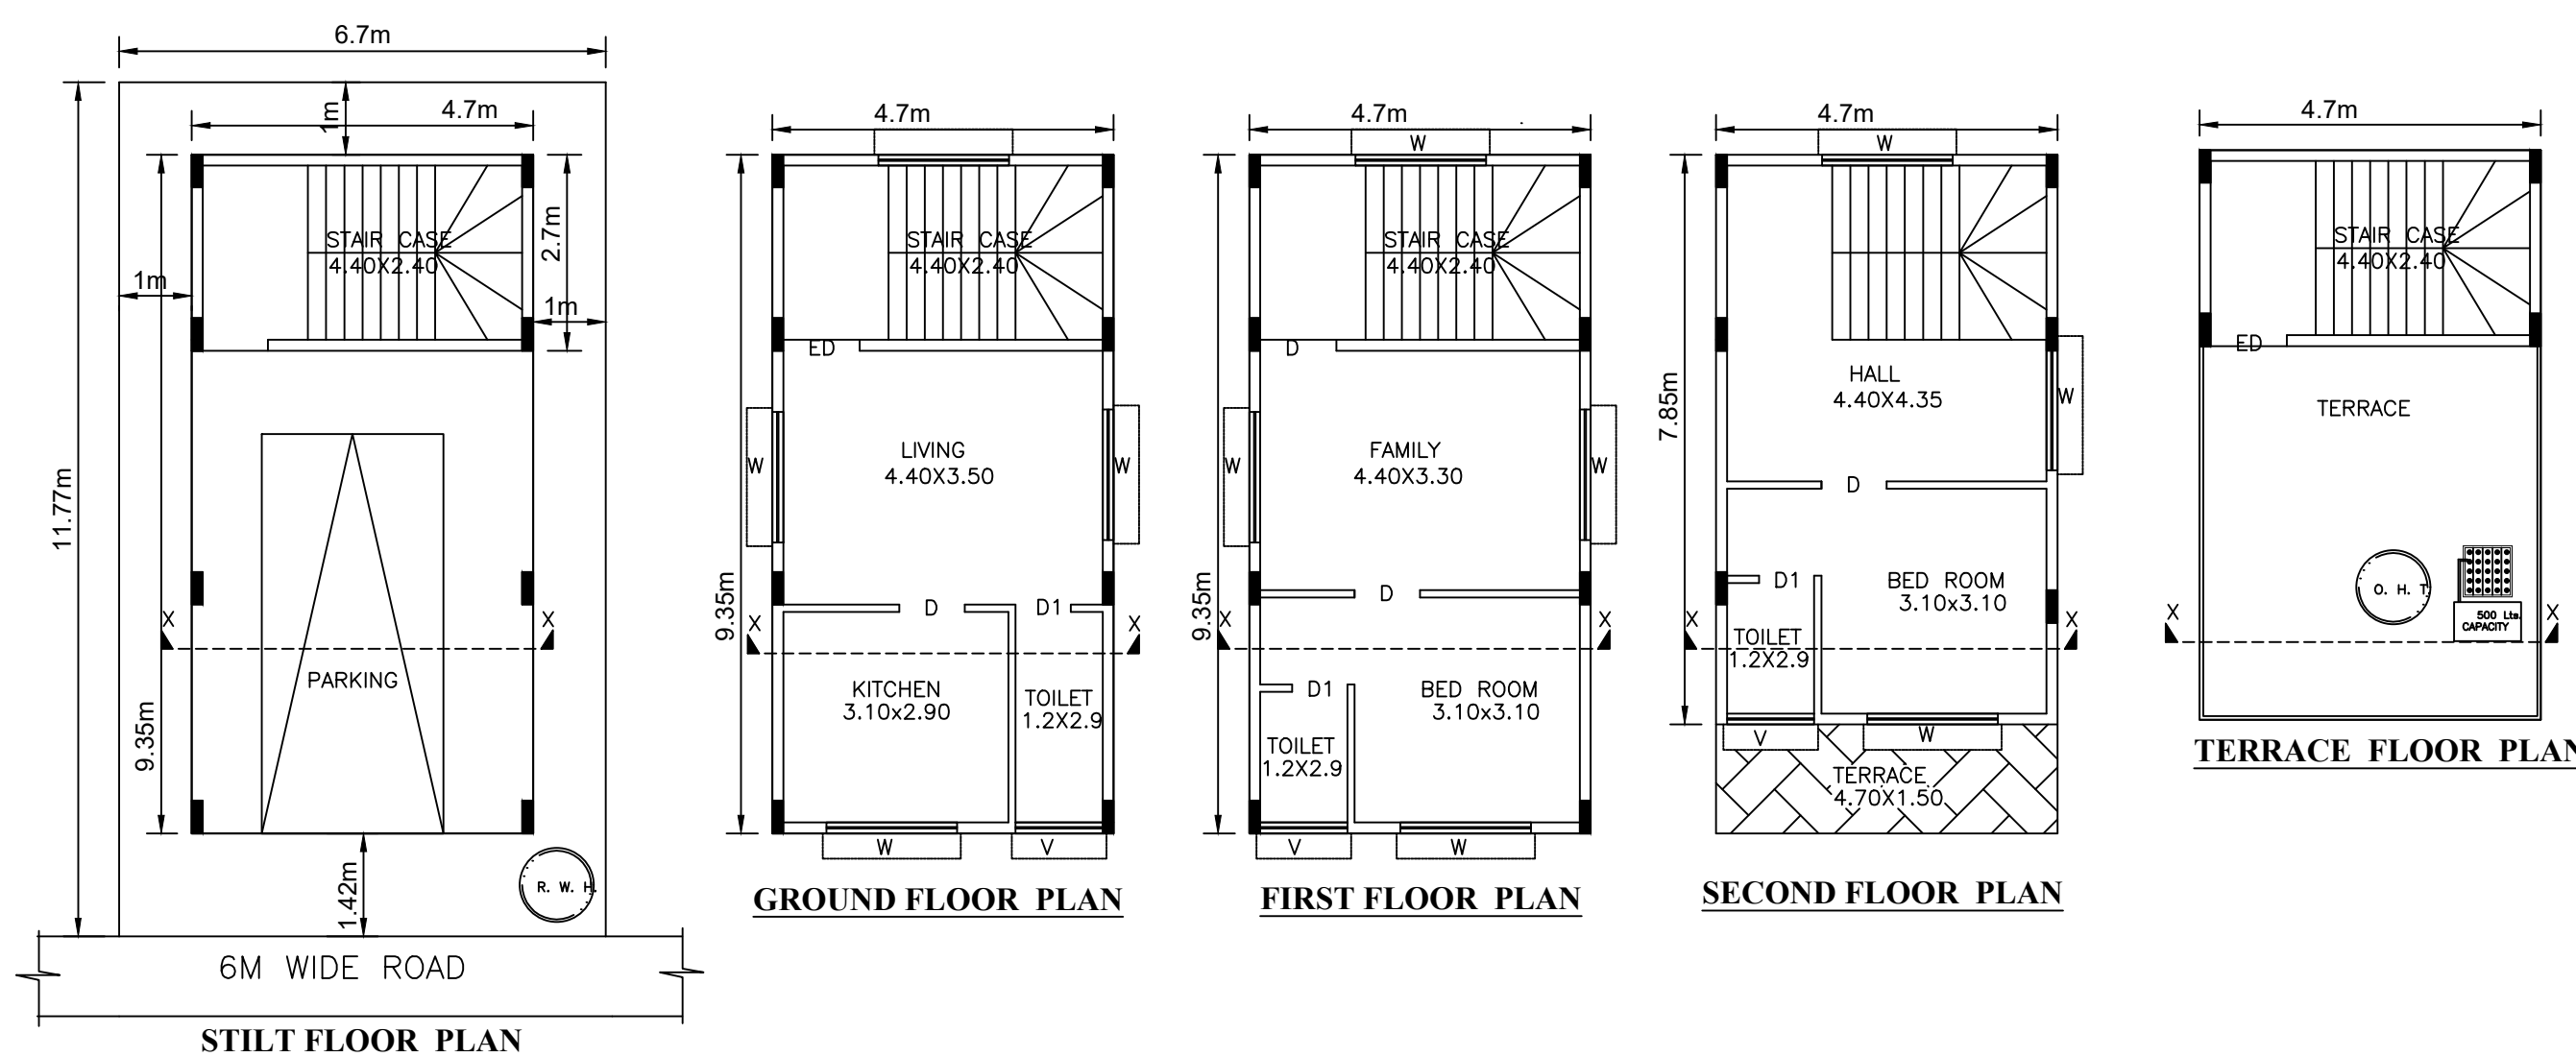 6.7m
1m
4.7m
STAIR CASE
4.40X2.40
2.7m
1m
1m
11.77m
9.35m
X
X
PARKING
1.42m
R. W. H.
6M WIDE ROAD
STILT FLOOR PLAN
4.7m
STAIR CASE
4.40X2.40
ED
LIVING
4.40X3.50
W
W
9.35m
D
D1
X
X
KITCHEN
3.10x2.90
TOILET
1.2X2.9
W
V
GROUND FLOOR PLAN
4.7m
W
STAIR CASE
4.40X2.40
D
FAMILY
4.40X3.30
W
W
9.35m
D
X
X
D1
BED ROOM
3.10x3.10
TOILET
1.2X2.9
V
W
FIRST FLOOR PLAN
4.7m
W
HALL
4.40X4.35
W
7.85m
D
D1
BED ROOM
3.10x3.10
X
X
TOILET
1.2X2.9
V
W
TERRACE
4.70X1.50
SECOND FLOOR PLAN
4.7m
STAIR CASE
4.40X2.40
ED
TERRACE
O. H. T.
500 Lts.
CAPACITY
X
X
TERRACE FLOOR PLAN